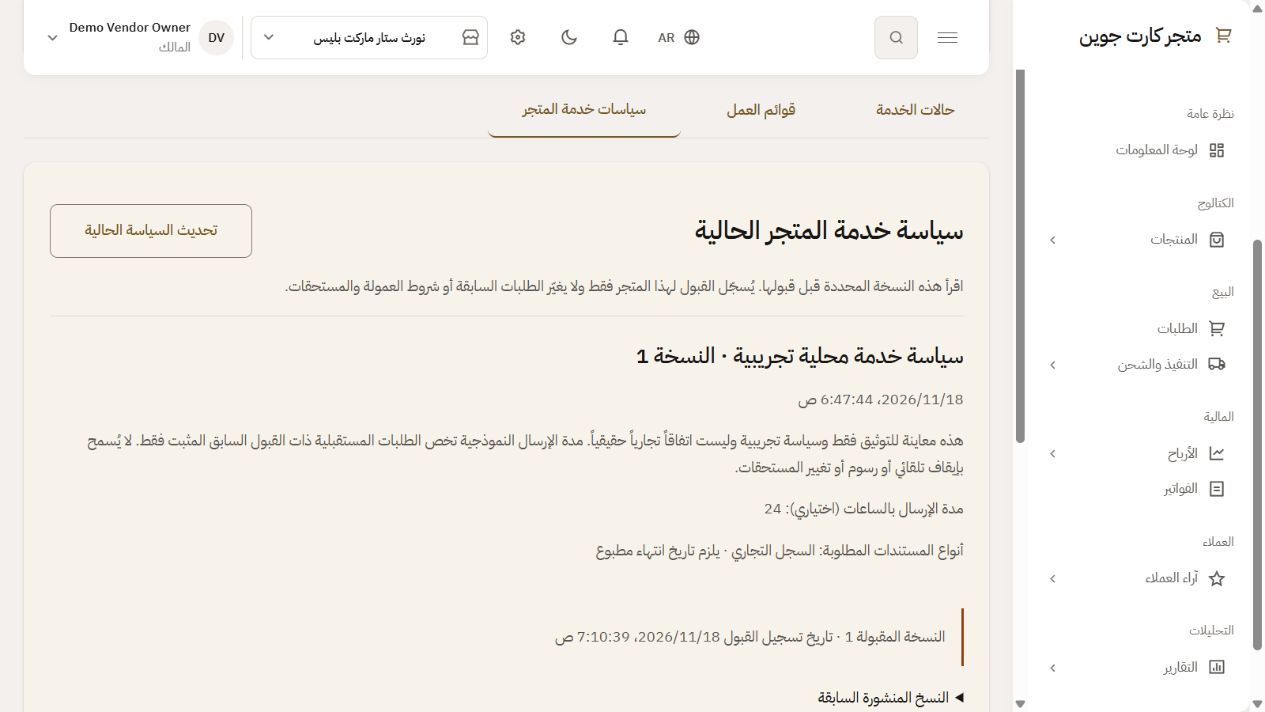 متجر كارت جوين
نظرة عامة
لوحة المعلومات
الكتالوج
المنتجات
البيع
الطلبات
التنفيذ والشحن
المالية
الأرباح
الفواتير
العملاء
آراء العملاء
التحليلات
التقارير
AR
نورث ستار ماركت بليس
DV
Demo Vendor Owner
المالك
حالات الخدمة
قوائم العمل
سياسات خدمة المتجر
سياسة خدمة المتجر الحالية
تحديث السياسة الحالية
اقرأ هذه النسخة المحددة قبل قبولها. يُسجّل القبول لهذا المتجر فقط ولا يغيّر الطلبات السابقة أو شروط العمولة والمستحقات.
سياسة خدمة محلية تجريبية · النسخة 1
2026/11/18، 6:47:44 ص
هذه معاينة للتوثيق فقط وسياسة تجريبية وليست اتفاقاً تجارياً حقيقياً. مدة الإرسال النموذجية تخص الطلبات المستقبلية ذات القبول السابق المثبت فقط. لا يُسمح
بإيقاف تلقائي أو رسوم أو تغيير المستحقات.
مدة الإرسال بالساعات (اختياري): 24
أنواع المستندات المطلوبة: السجل التجاري · يلزم تاريخ انتهاء مطبوع
النسخة المقبولة 1 · تاريخ تسجيل القبول 2026/11/18، 7:10:39 ص
النسخ المنشورة السابقة